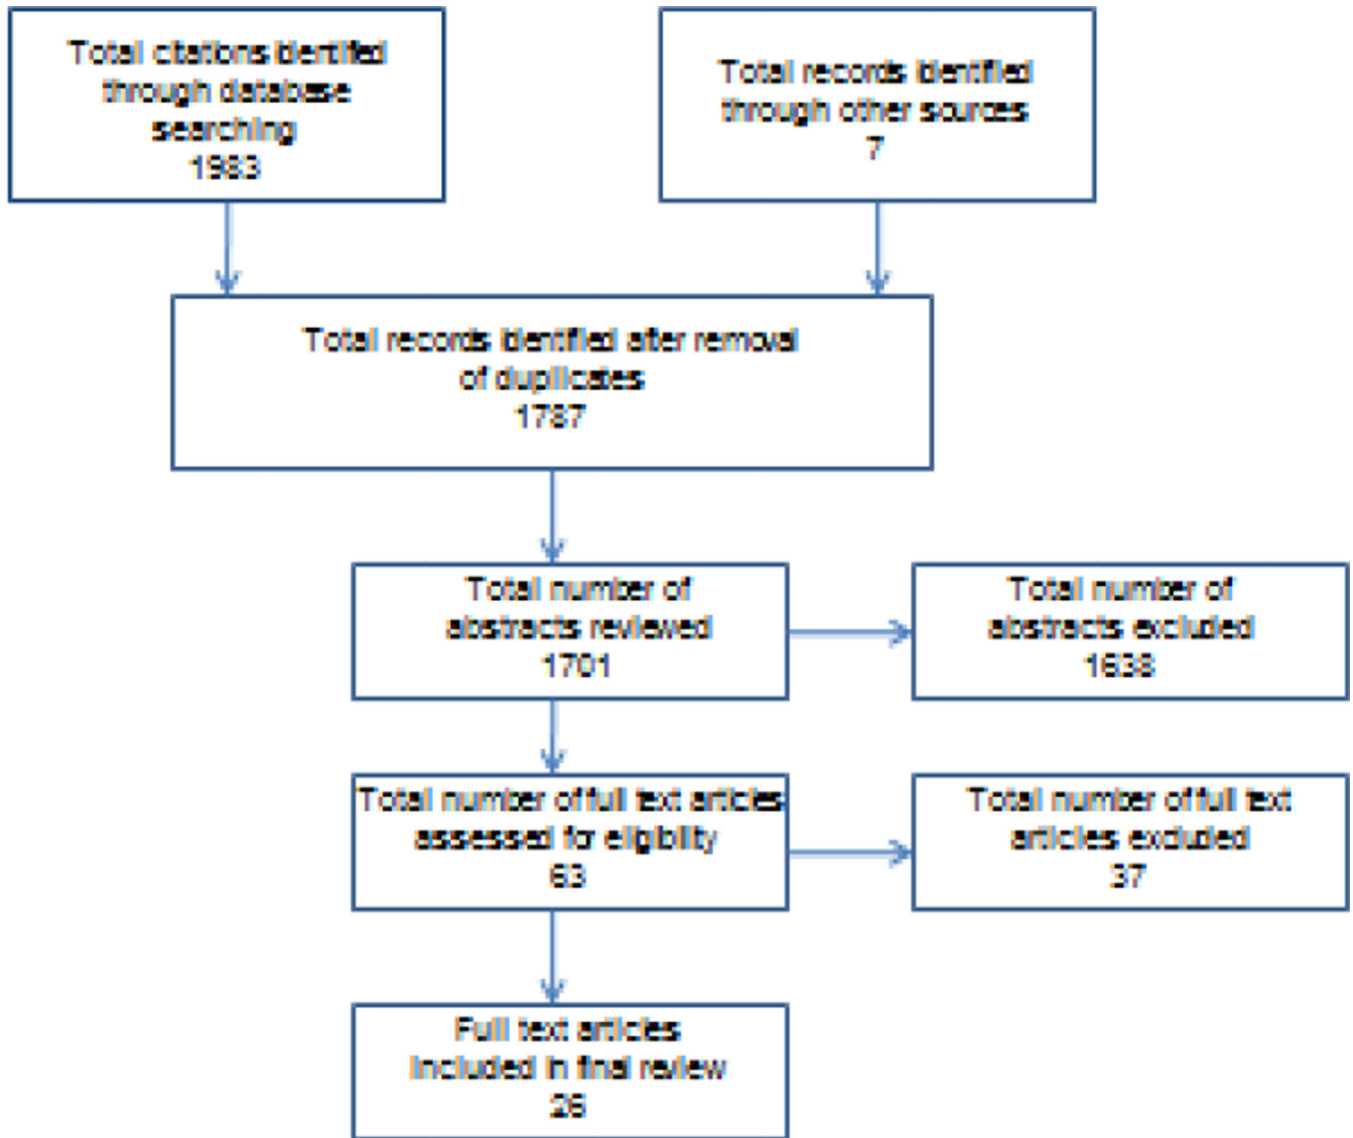 Total citations identifed
through database
searching
1983
Total records identified
through other sources
7
Total records identified after removal
of duplicates
1787
Total number of
abstracts reviewed
1701
Total number of
abstracts excluded
1638
Total number of full text articles
assessed for eligibility
63
Total number of full text
articles excluded
37
Full text articles
included in final review
26